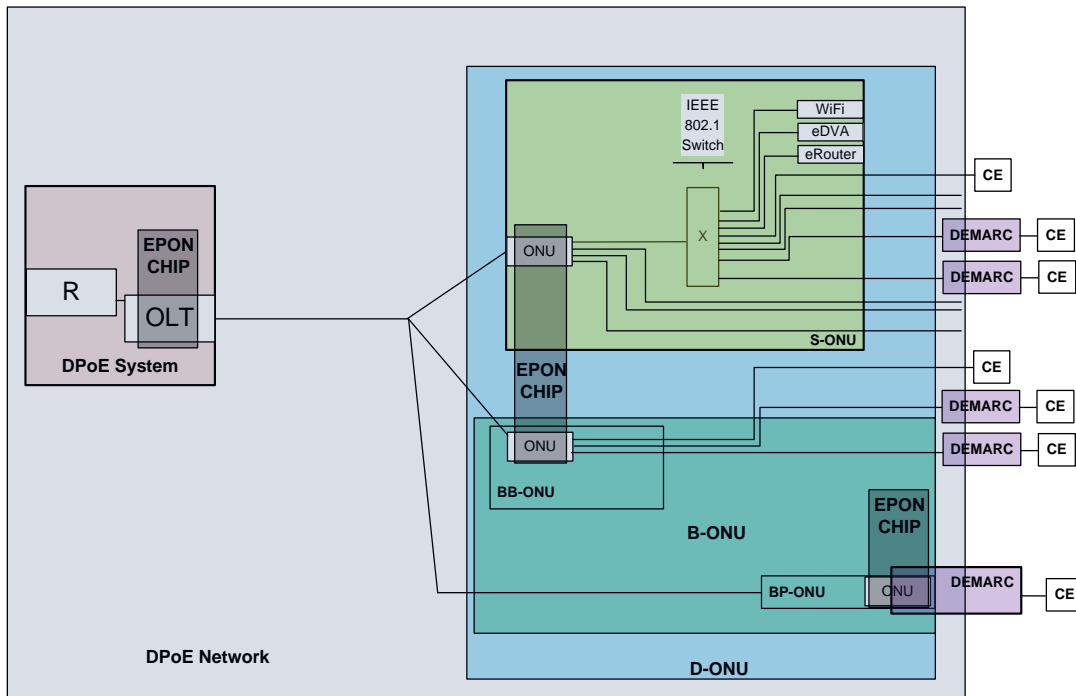 IEEE
802.1
Switch
WiFi
eDVA
eRouter
CE
X
DEMARC
CE
EPON
CHIP
ONU
DEMARC
CE
R
OLT
S-ONU
DPoE System
EPON
CHIP
CE
DEMARC
CE
ONU
DEMARC
CE
BB-ONU
EPON
CHIP
B-ONU
DEMARC
BP-ONU
ONU
CE
DPoE Network
D-ONU